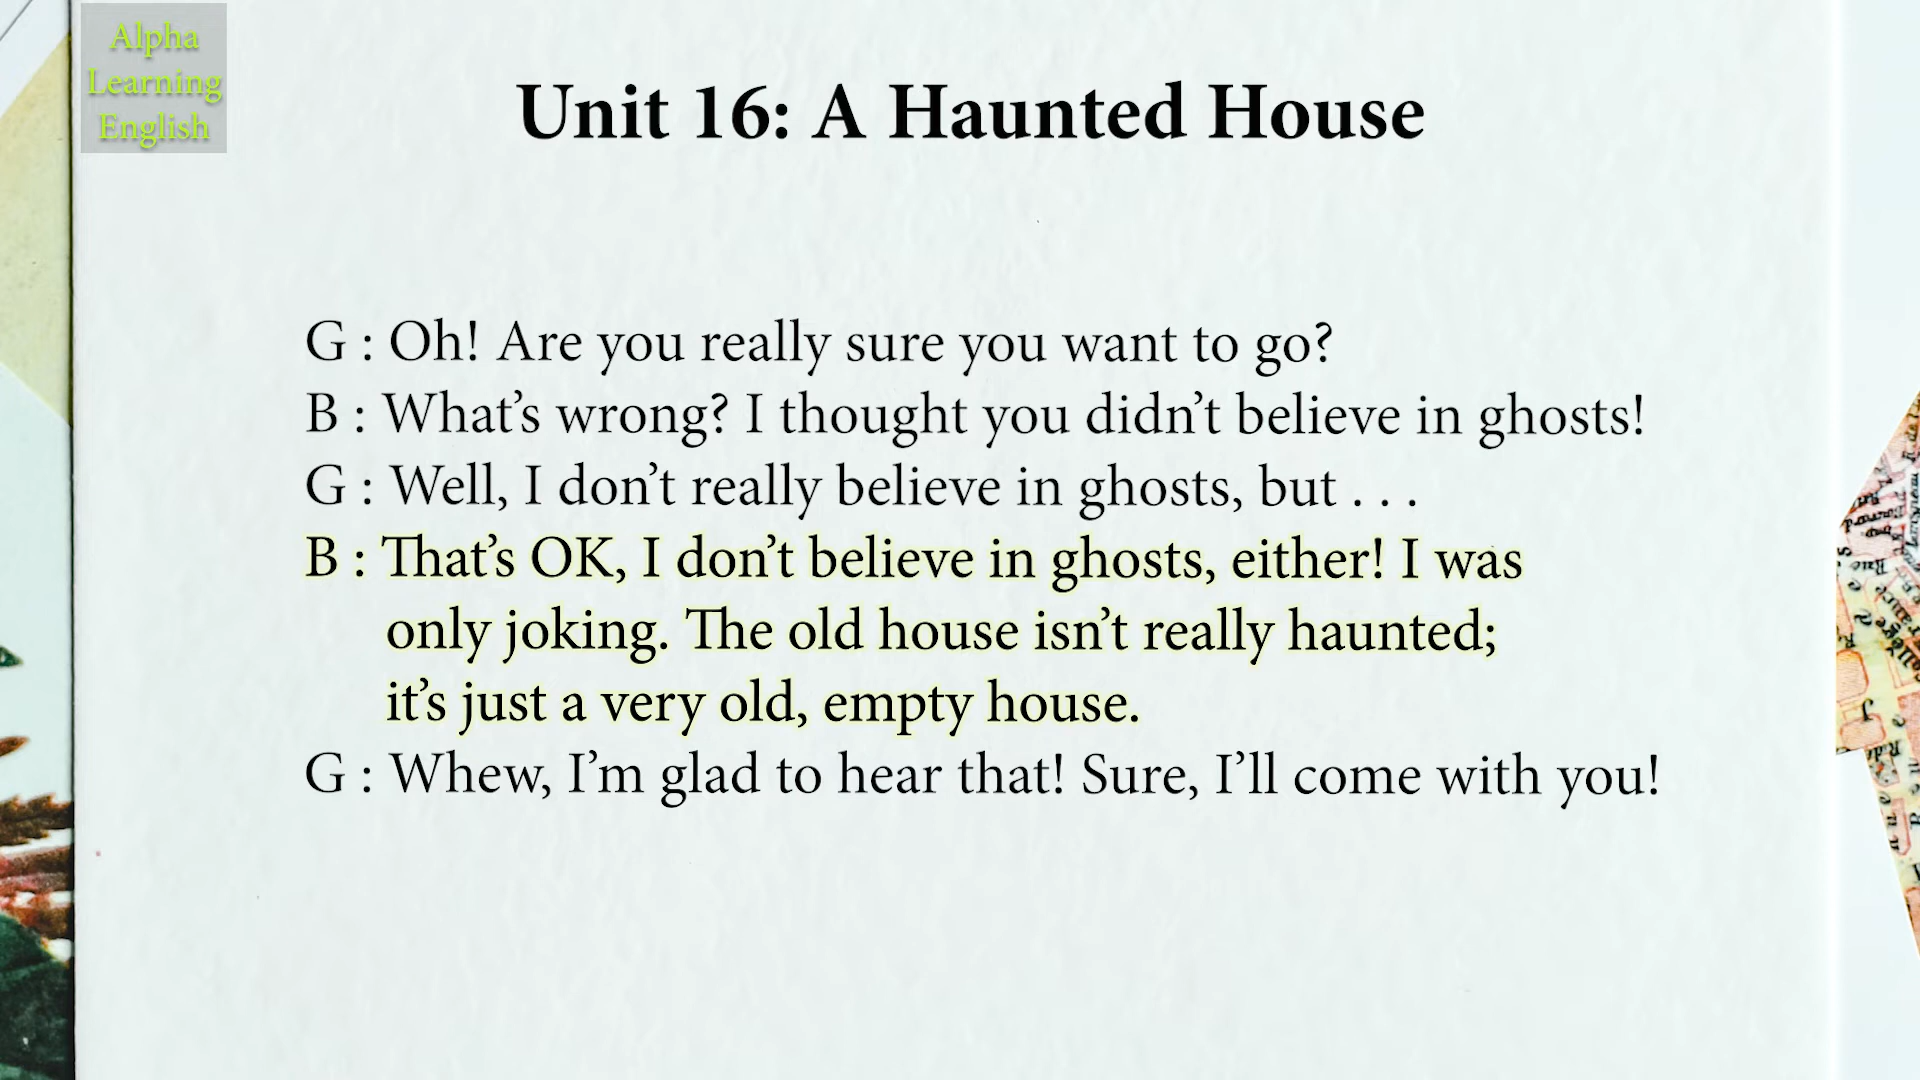 Alpha
Learning
English
Unit 16: A Haunted House
G : Oh! Are you really sure you want to go?
B : What’s wrong? I thought you didn’t believe in ghosts!
G : Well, I don’t really believe in ghosts, but . . .
B : That’s OK, I don’t believe in ghosts, either! I was
only joking. The old house isn’t really haunted;
it’s just a very old, empty house.
G : Whew, I’m glad to hear that! Sure, I’ll come with you!